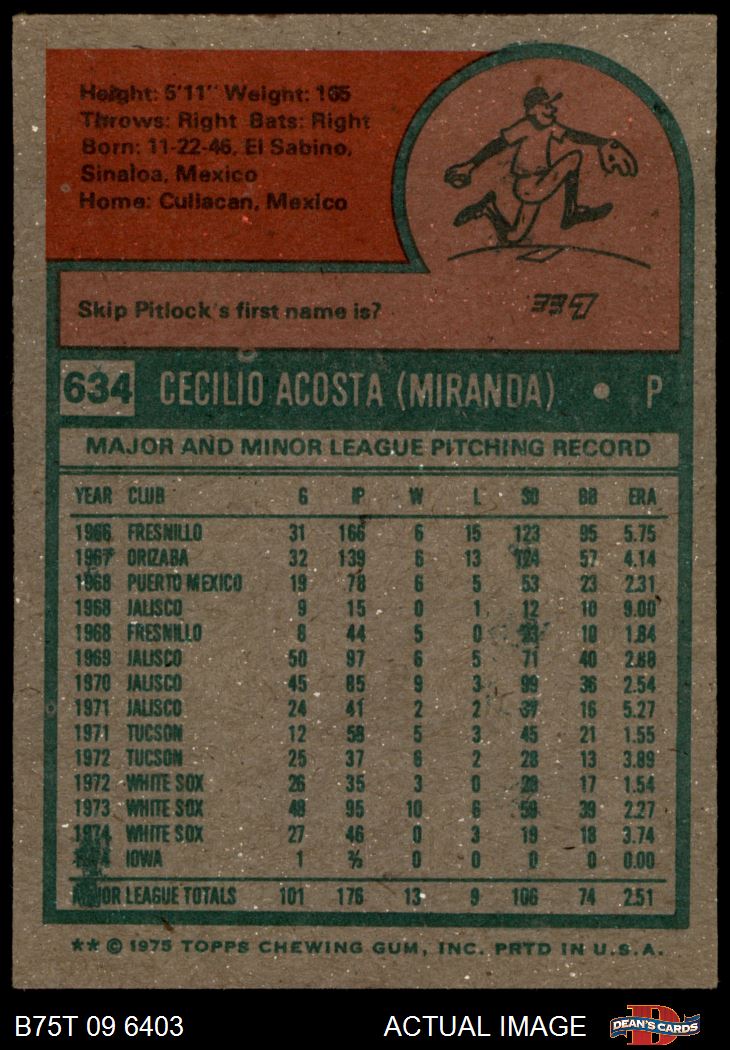 Height: 5'11" Weight: 165
Throws: Right Bats: Right
Born: 11-22-46, El Sabino,
Sinaloa, Mexico
Home: Culiacan, Mexico
Skip Pitlock's first name is?
634 CECILIO ACOSTA (MIRANDA) • P
MAJOR AND MINOR LEAGUE PITCHING RECORD
YEAR CLUB G IP W L SO BB ERA
1966 FRESNILLO 31 166 6 15 123 95 5.75
1967 ORIZABA 32 139 6 13 124 57 4.14
1968 PUERTO MEXICO 19 78 6 5 53 23 2.31
1968 JALISCO 9 15 0 1 12 10 9.00
1968 FRESNILLO 8 44 5 0 10 1.84
1969 JALISCO 50 97 6 5 71 40 2.88
1970 JALISCO 45 85 9 3 99 36 2.54
1971 JALISCO 24 41 2 2 37 16 5.27
1971 TUCSON 12 58 5 3 45 21 1.55
1972 TUCSON 25 37 6 2 28 13 3.89
1972 WHITE SOX 26 35 3 0 28 17 1.54
1973 WHITE SOX 48 95 10 6 59 39 2.27
1974 WHITE SOX 27 46 0 3 19 18 3.74
IOWA 1 ⅔ 0 0 0 0 0.00
MAJOR LEAGUE TOTALS 101 176 13 9 106 74 2.51
** © 1975 TOPPS CHEWING GUM, INC. PRTD IN U.S.A.
B75T 09 6403 ACTUAL IMAGE DEAN'S CARDS